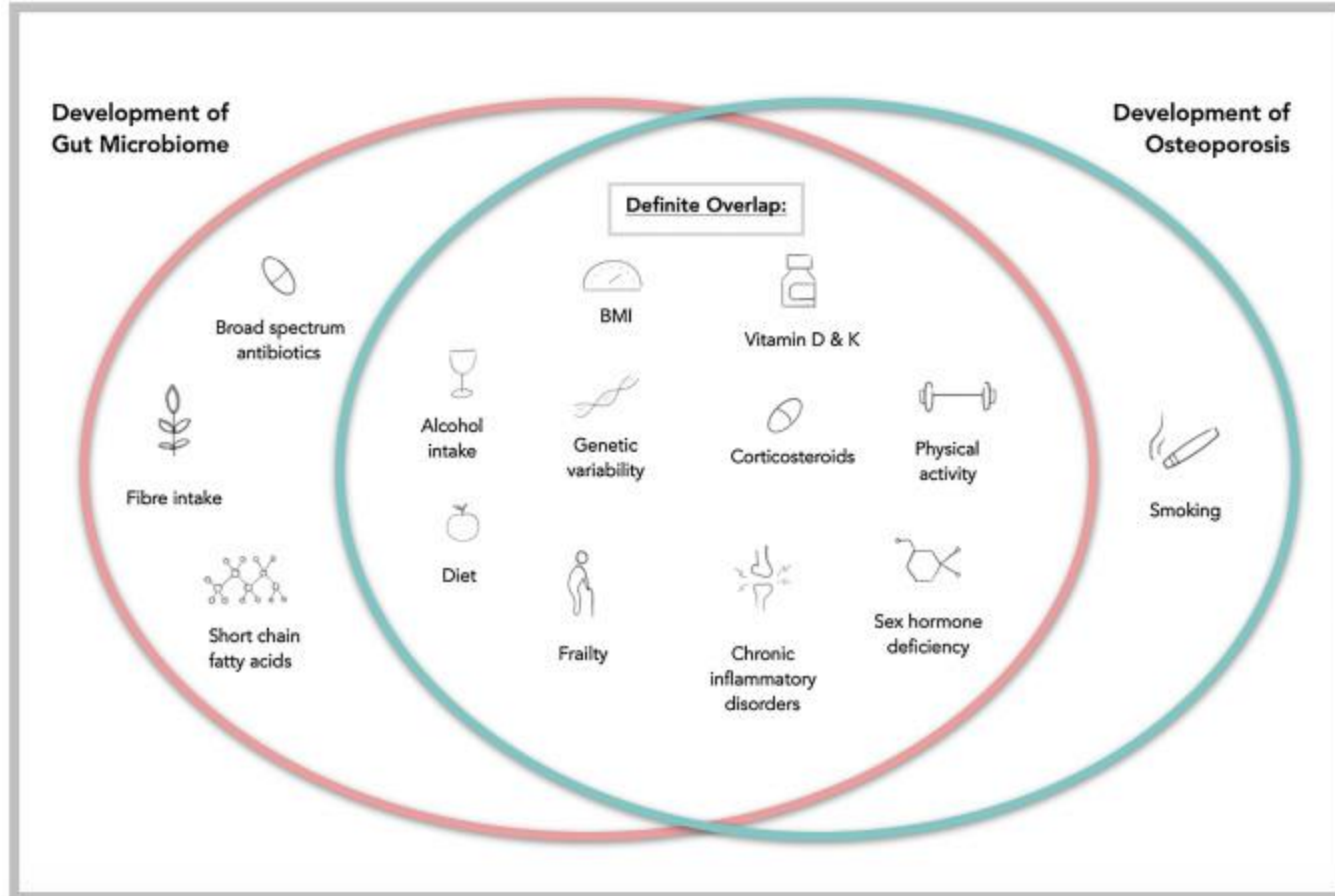 Development of
Gut Microbiome
Development of
Osteoporosis
Definite Overlap:
Broad spectrum
antibiotics
Fibre intake
Short chain
fatty acids
BMI
Vitamin D & K
Alcohol
intake
Genetic
variability
Corticosteroids
Physical
activity
Diet
Frailty
Chronic
inflammatory
disorders
Sex hormone
deficiency
Smoking